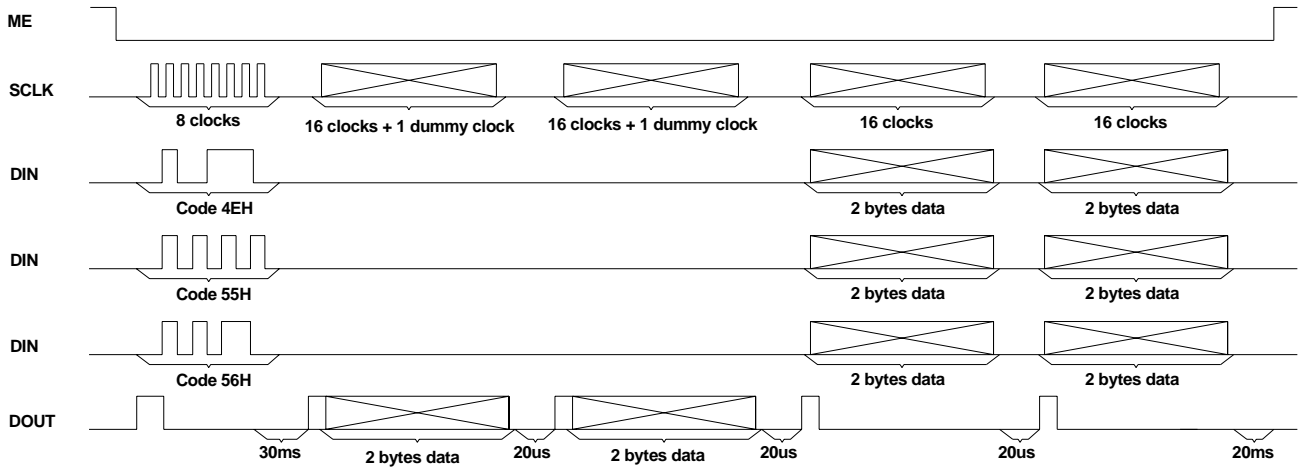 ME
SCLK
8 clocks
16 clocks + 1 dummy clock
16 clocks + 1 dummy clock
16 clocks
16 clocks
DIN
Code 4EH
2 bytes data
2 bytes data
DIN
Code 55H
2 bytes data
2 bytes data
DIN
Code 56H
2 bytes data
2 bytes data
DOUT
30ms
2 bytes data
20us
2 bytes data
20us
20us
20ms